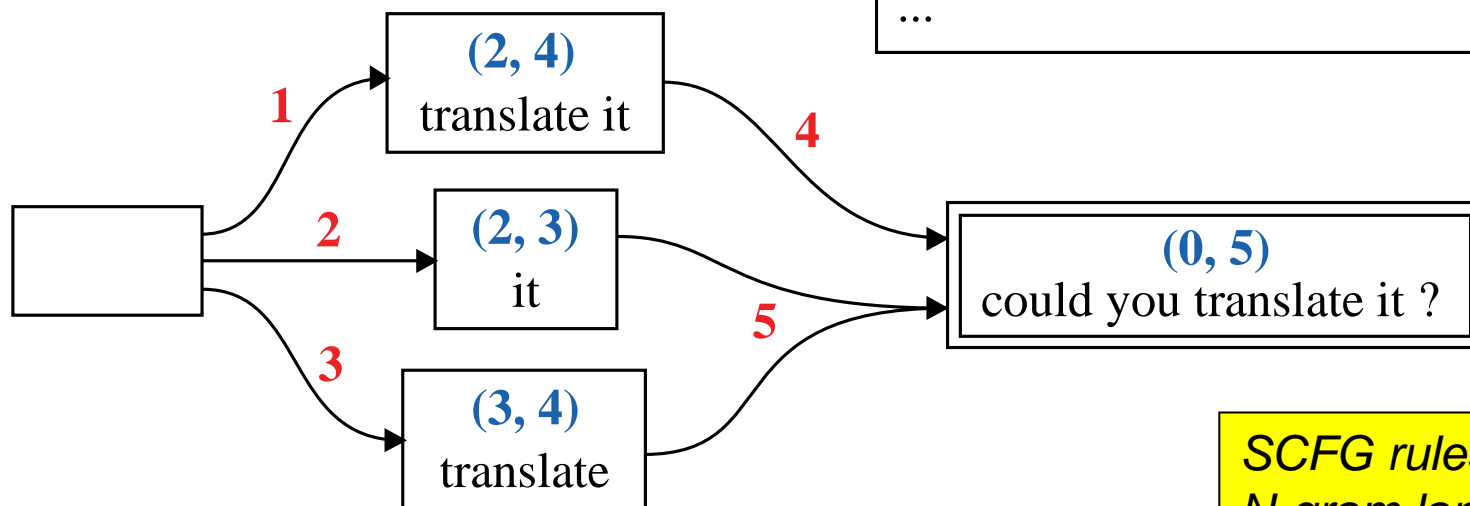 ...
(2, 4)
translate it
1
4
2
(2, 3)
it
(0, 5)
could you translate it ?
5
3
(3, 4)
translate
SCFG
N-gram